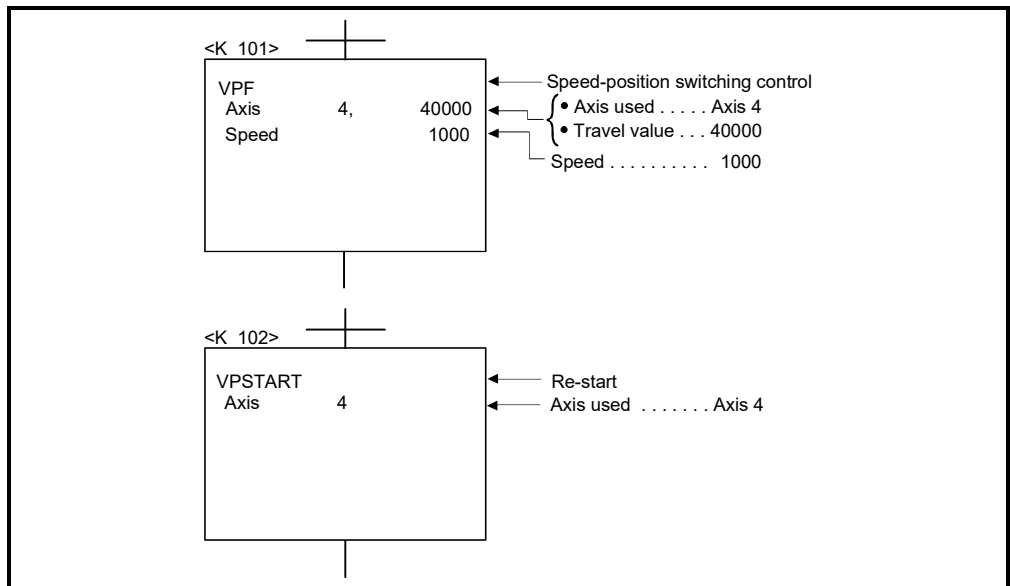 <K 101>
VPF
Axis 4, 40000
Speed 1000
Speed-position switching control
• Axis used . . . . . Axis 4
• Travel value . . . 40000
Speed . . . . . . . . . . 1000
<K 102>
VPSTART
Axis 4
Re-start
Axis used . . . . . . . Axis 4